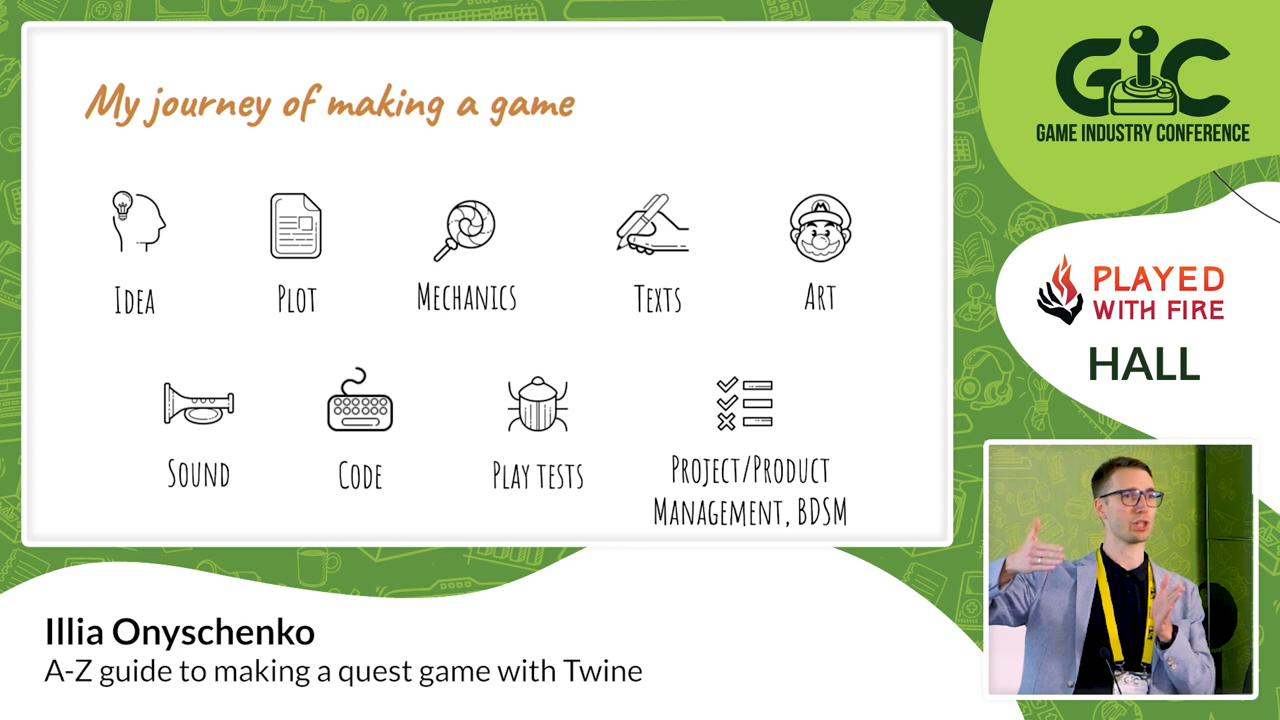 My journey of making a game
IDEA
PLOT
MECHANICS
TEXTS
ART
SOUND
CODE
PLAY TESTS
PROJECT/PRODUCT
MANAGEMENT, BDSM
GIC
GAME INDUSTRY CONFERENCE
PLAYED
WITH FIRE
HALL
Illia Onyschenko
A-Z guide to making a quest game with Twine